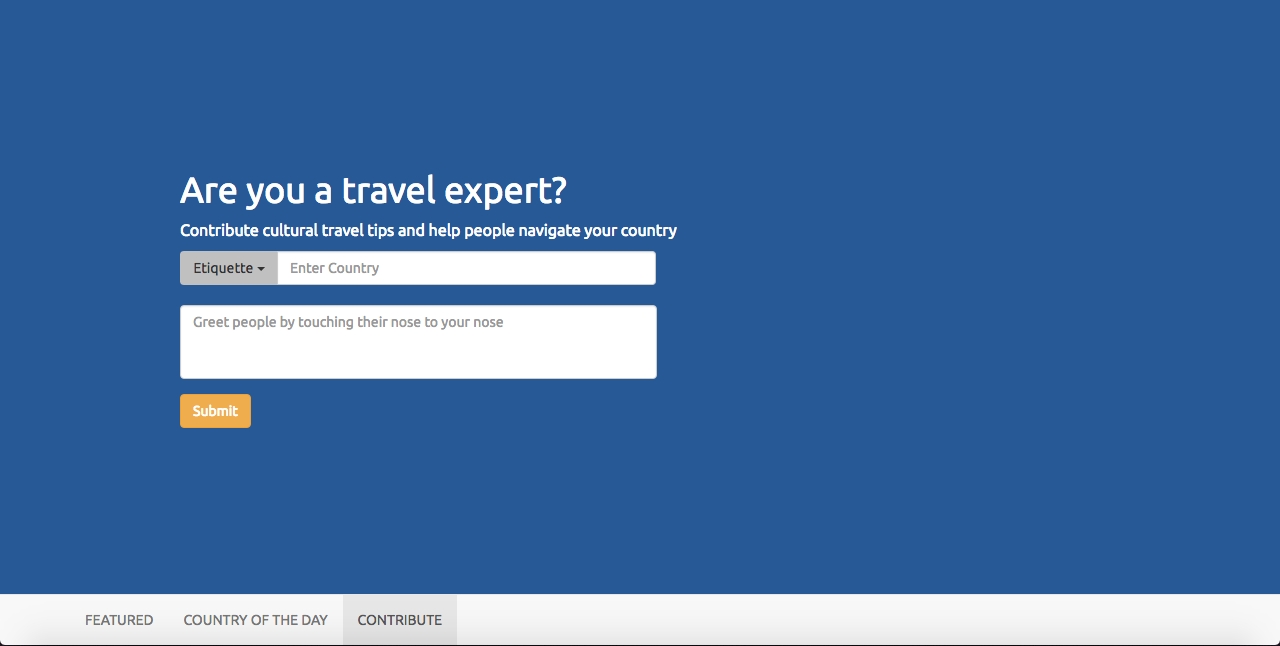 Are you a travel expert?
Contribute cultural travel tips and help people navigate your country
Etiquette Enter Country
Greet people by touching their nose to your nose
Submit
FEATURED COUNTRY OF THE DAY CONTRIBUTE